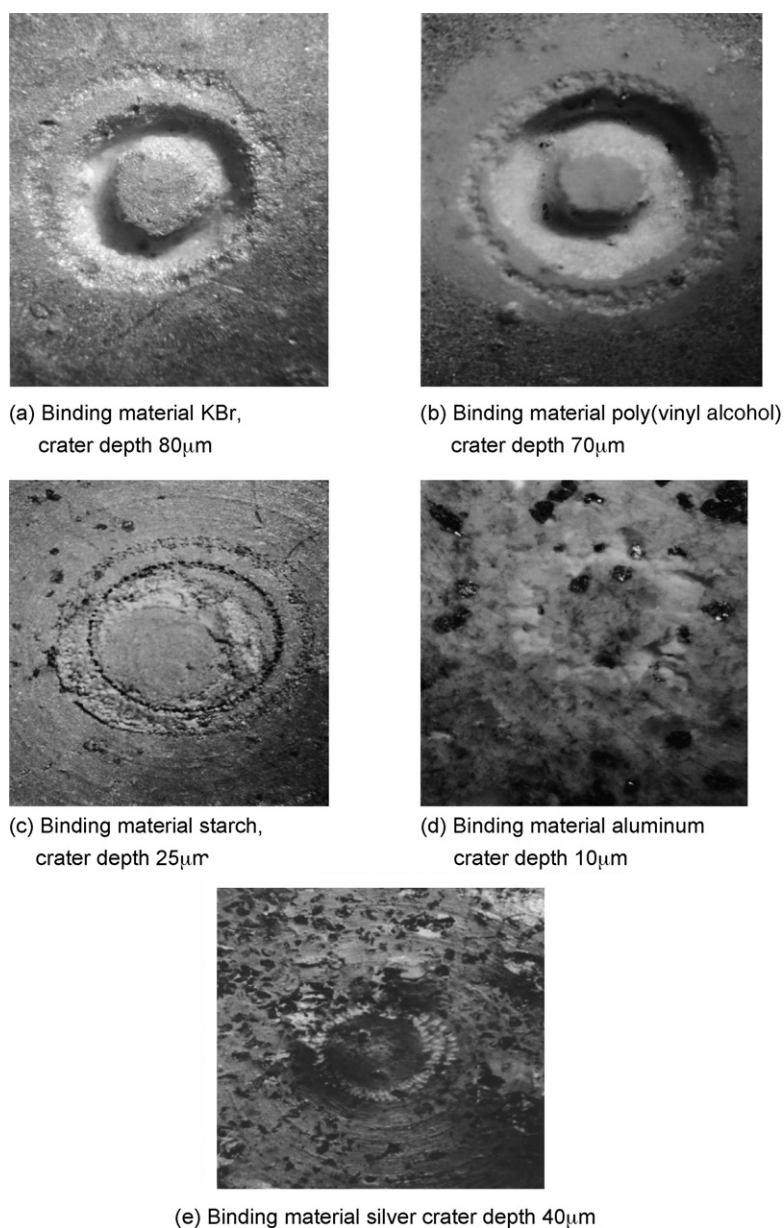 (a) Binding material KBr,
crater depth 80μm
(b) Binding material poly(vinyl alcohol)
crater depth 70μm
(c) Binding material starch,
crater depth 25μm
(d) Binding material aluminum
crater depth 10μm
(e) Binding material silver crater depth 40μm